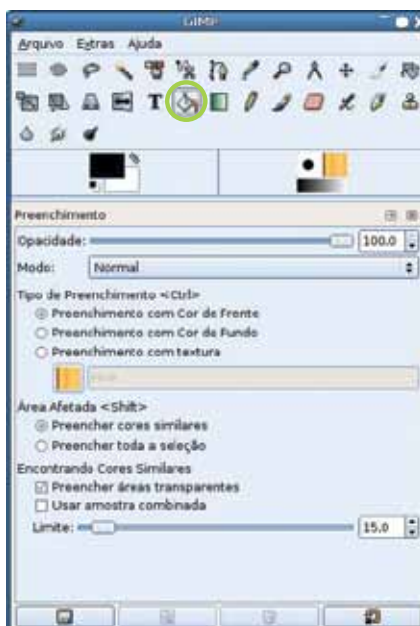 GIMP
Arquivo Extras Ajuda
Preenchimento
Opacidade: 100.0
Modo: Normal
Tipo de Preenchimento <Ctrl>
Preenchimento com Cor de Frente
Preenchimento com Cor de Fundo
Preenchimento com textura
Área Afetada <Shift>
Preencher cores similares
Preencher toda a seleção
Encontrando Cores Similares
Preencher áreas transparentes
Usar amostra combinada
Limite: 15.0